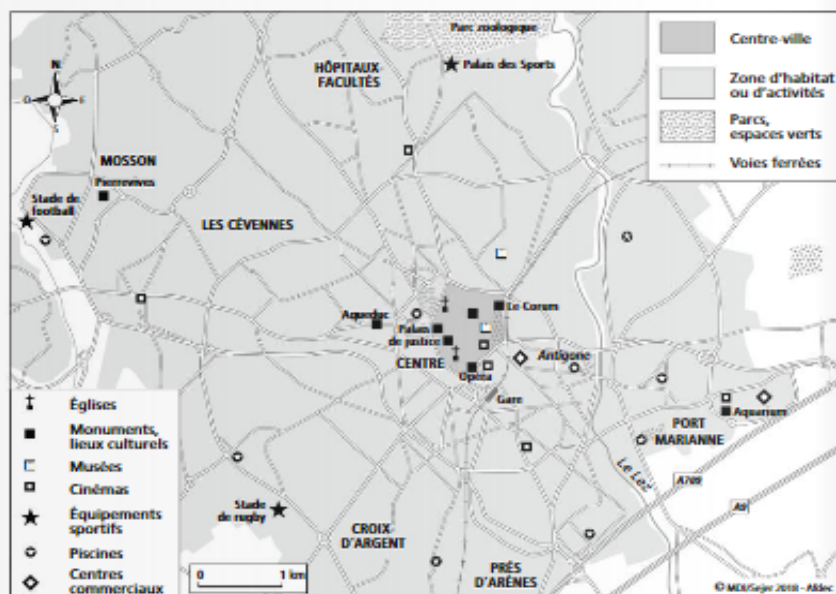 Parc zoologique
Palais des Sports
HÔPITAUX-
FACULTÉS
N
O
E
S
MOSSON
Pierresvives
Stade de
football
LES CÉVENNES
Le Corum
Aqueduc
Palais
de justice
CENTRE
Opéra
Antigone
Gare
Aquarium
PORT
MARIANNE
Le Lez
A709
A9
Stade
de rugby
CROIX
D'ARGENT
PRÈS
D'ARÈNES
Centre-ville
Zone d'habitat
ou d'activités
Parcs,
espaces verts
Voies ferrées
Églises
Monuments,
lieux culturels
Musées
Cinémas
Équipements
sportifs
Piscines
Centres
commerciaux
0 1 km
© MDI/Sejer 2018 - Aldec